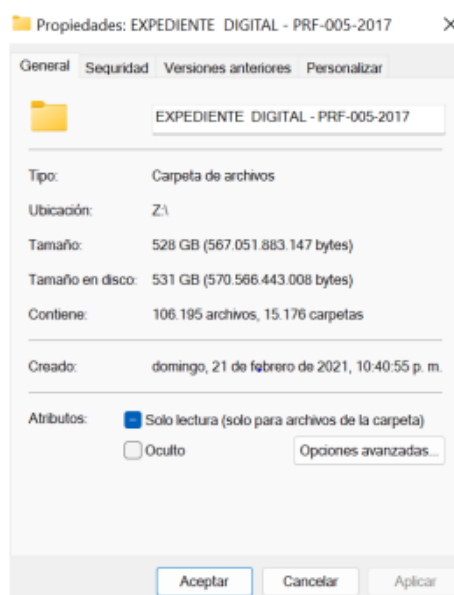 Propiedades: EXPEDIENTE DIGITAL - PRF-005-2017
General Seguridad Versiones anteriores Personalizar
EXPEDIENTE DIGITAL - PRF-005-2017
Tipo: Carpeta de archivos
Ubicación: Z:\
Tamaño: 528 GB (567.051.883.147 bytes)
Tamaño en disco: 531 GB (570.566.443.008 bytes)
Contiene: 106.195 archivos, 15.176 carpetas
Creado: domingo, 21 de febrero de 2021, 10:40:55 p. m.
Atributos: Solo lectura (solo para archivos de la carpeta)
Oculto Opciones avanzadas...
Aceptar Cancelar Aplicar